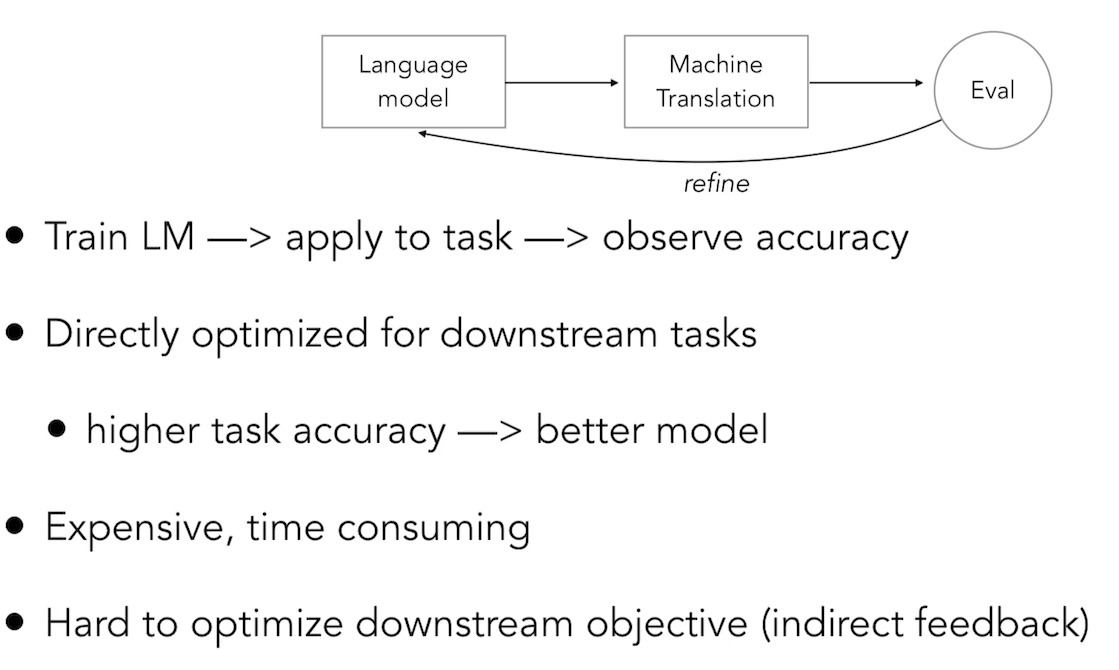 Language
model
Machine
Translation
Eval
refine
• Train LM —> apply to task —> observe accuracy
• Directly optimized for downstream tasks
• higher task accuracy —> better model
• Expensive, time consuming
• Hard to optimize downstream objective (indirect feedback)